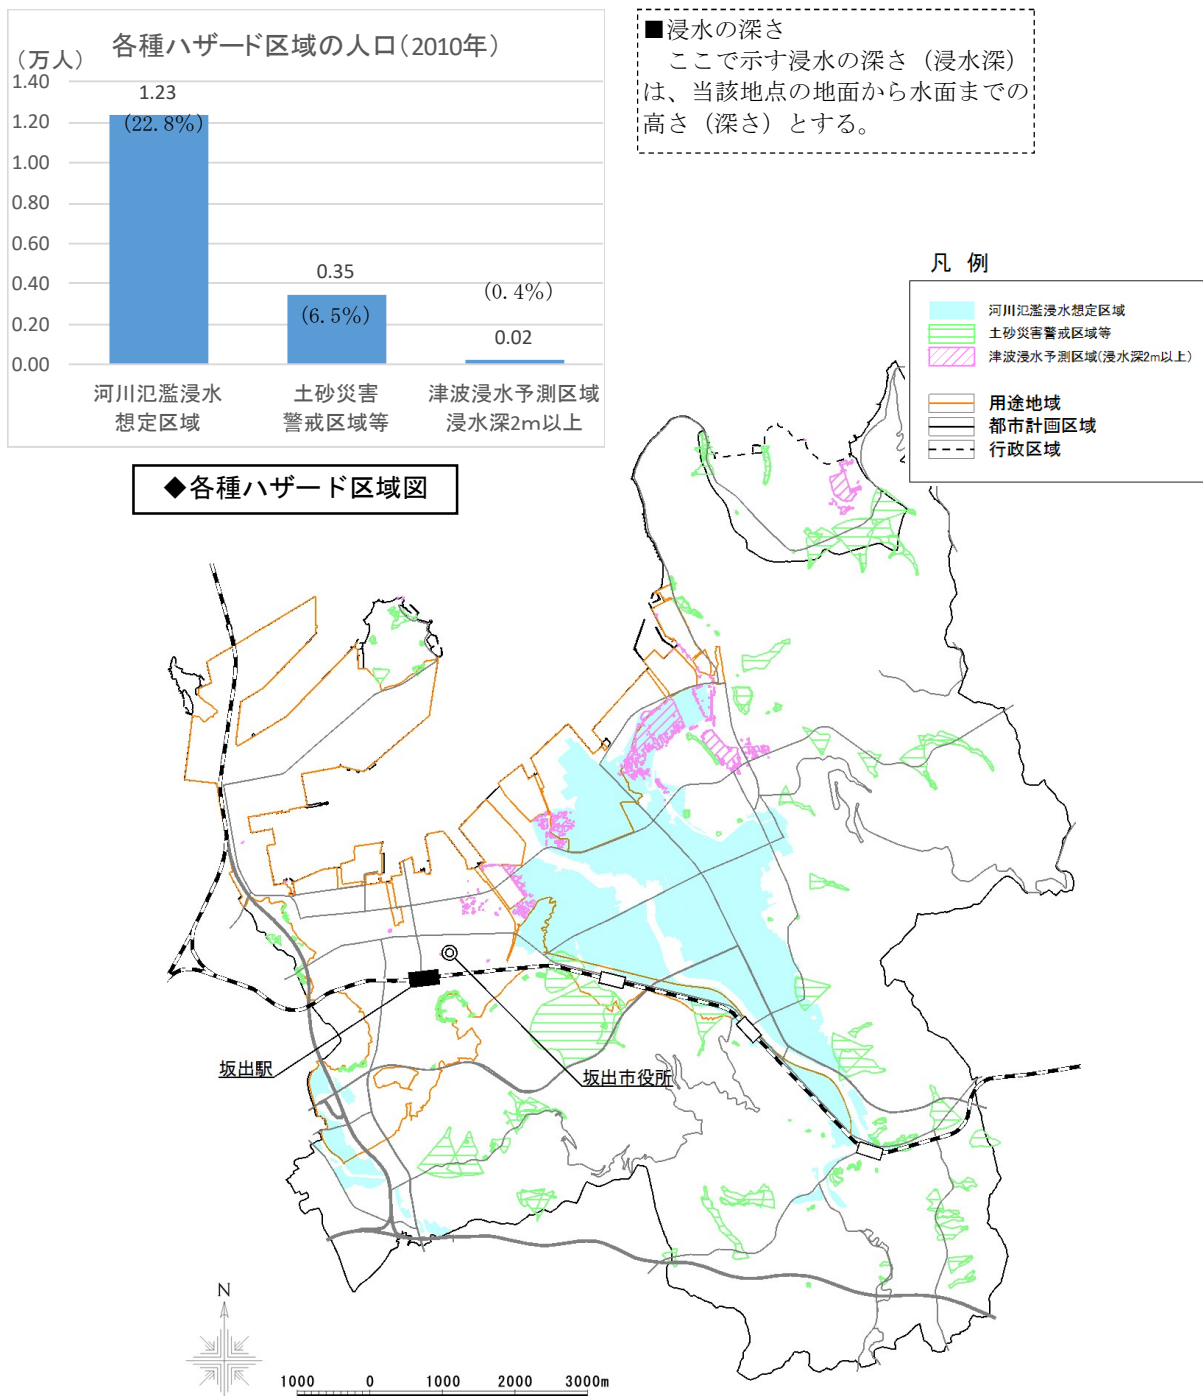 各種ハザード区域の人口(2010年)
(万人)
1.40
1.20
1.00
0.80
0.60
0.40
0.20
0.00
1.23
(22.8%)
0.35
(6.5%)
(0.4%)
0.02
河川氾濫浸水
想定区域
土砂災害
警戒区域等
津波浸水予測区域
浸水深2m以上
■浸水の深さ
ここで示す浸水の深さ(浸水深)
は、当該地点の地面から水面までの
高さ(深さ)とする。
凡 例
河川氾濫浸水想定区域
土砂災害警戒区域等
津波浸水予測区域(浸水深2m以上)
用途地域
都市計画区域
行政区域
◆各種ハザード区域図
坂出駅
坂出市役所
N
1000 0 1000 2000 3000m